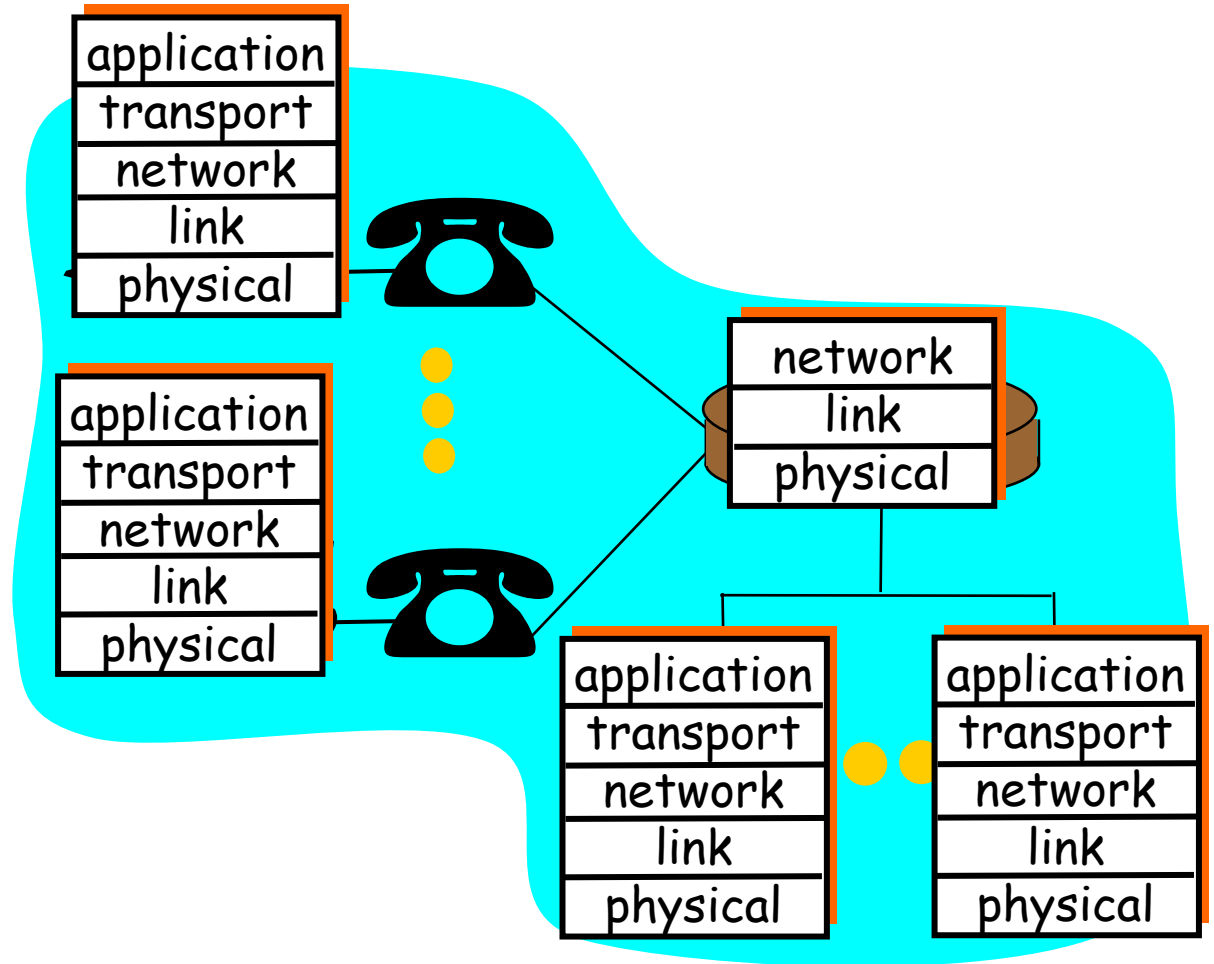 application
transport
network
link
physical
application
transport
network
link
physical
network
link
physical
application
transport
network
link
physical
application
transport
network
link
physical